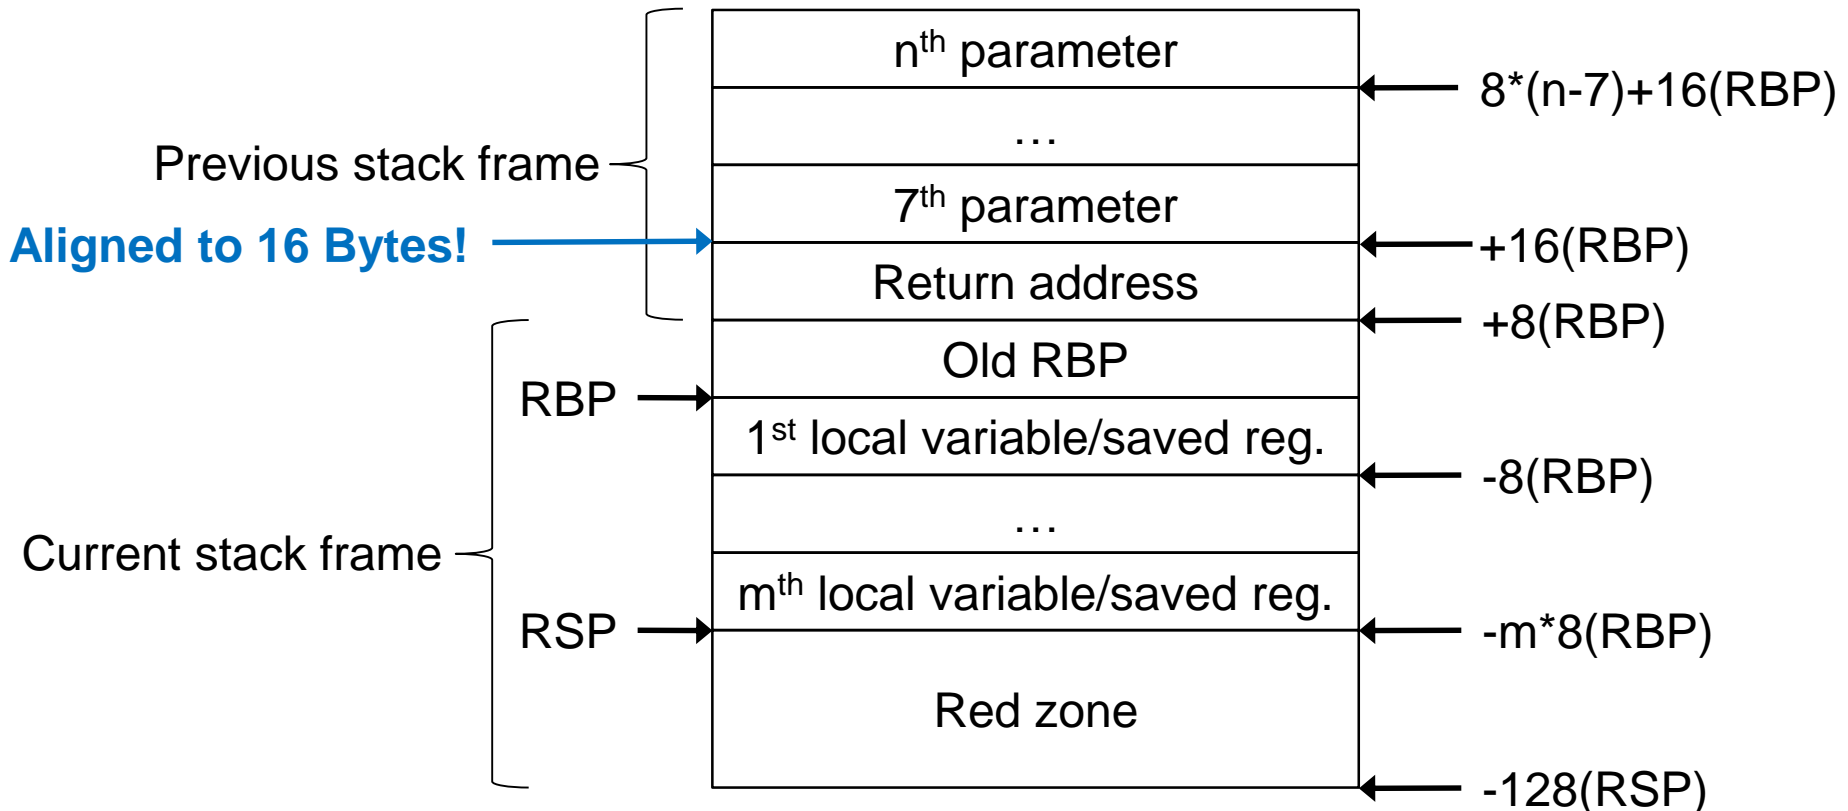 nth parameter
8*(n-7)+16(RBP)
…
Previous stack frame
7th parameter
Aligned to 16 Bytes!
+16(RBP)
Return address
+8(RBP)
Old RBP
RBP
1st local variable/saved reg.
-8(RBP)
…
Current stack frame
mth local variable/saved reg.
RSP
-m*8(RBP)
Red zone
-128(RSP)